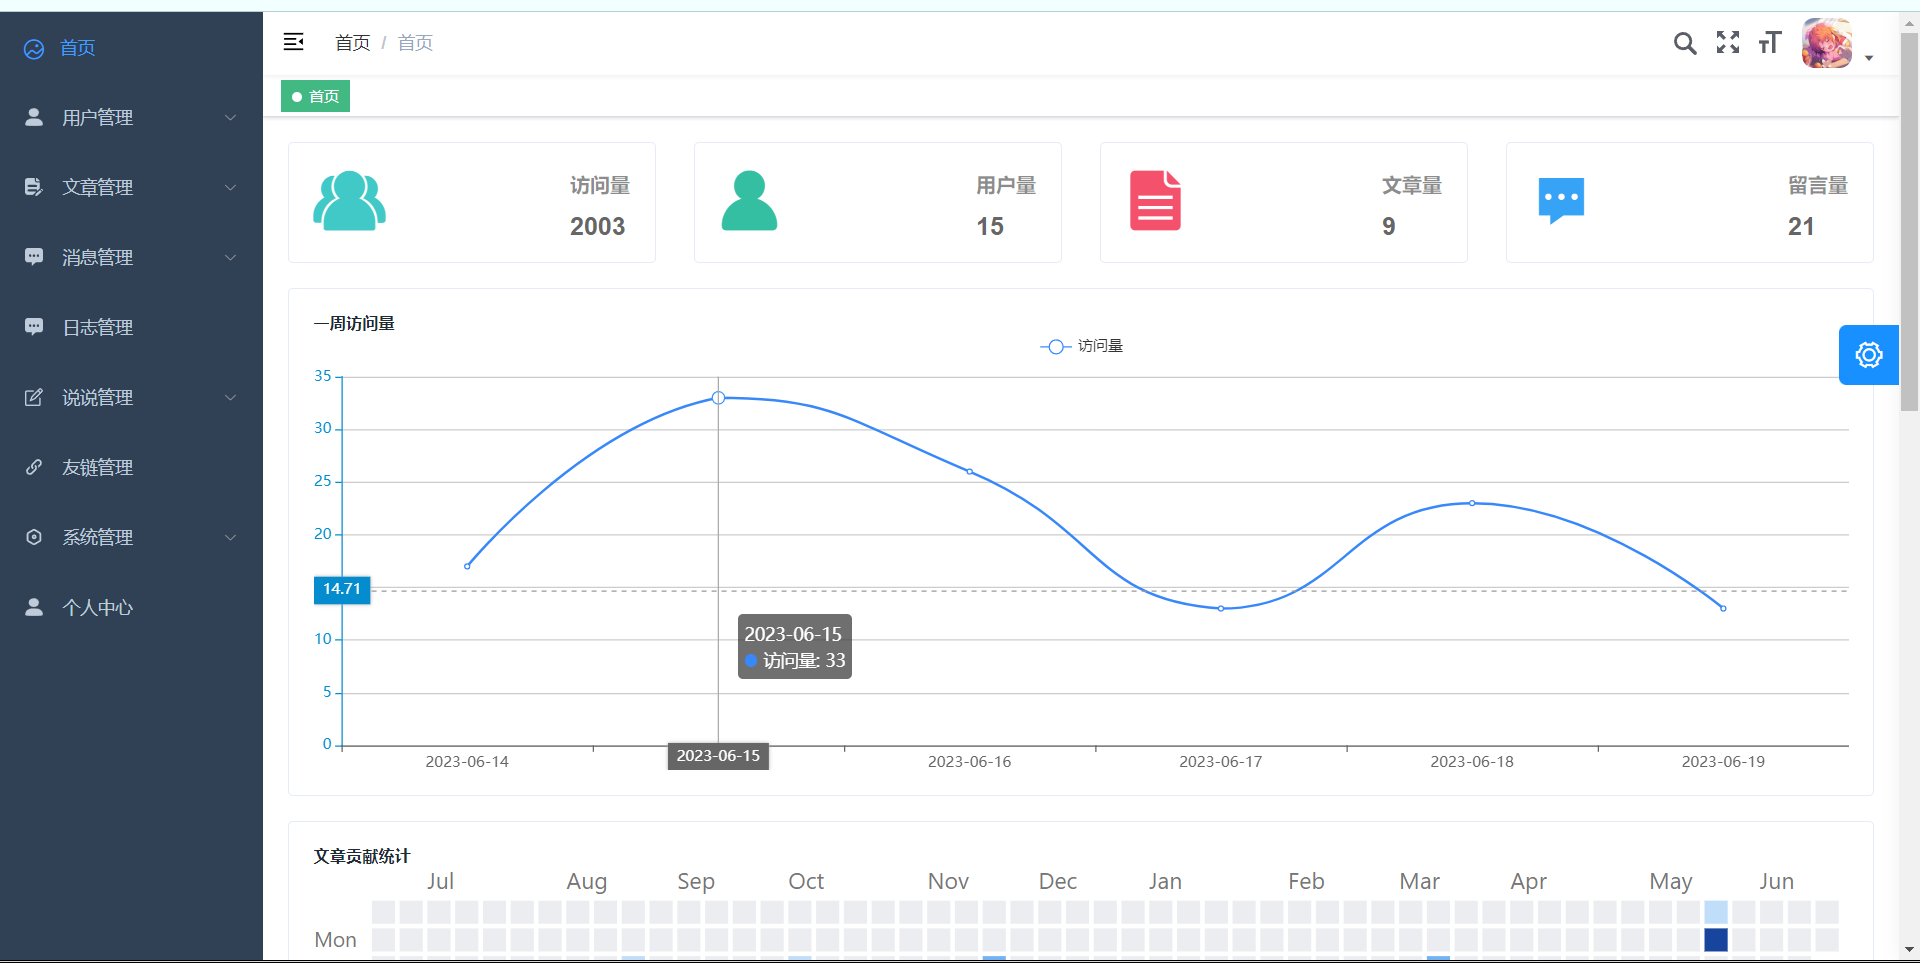 首页
用户管理
文章管理
消息管理
日志管理
说说管理
友链管理
系统管理
个人中心
首页 / 首页
首页
访问量
2003
用户量
15
文章量
9
留言量
21
一周访问量
访问量
35
30
25
20
14.71
10
5
0
2023-06-15
访问量: 33
2023-06-14
2023-06-15
2023-06-16
2023-06-17
2023-06-18
2023-06-19
文章贡献统计
Jul Aug Sep Oct Nov Dec Jan Feb Mar Apr May Jun
Mon